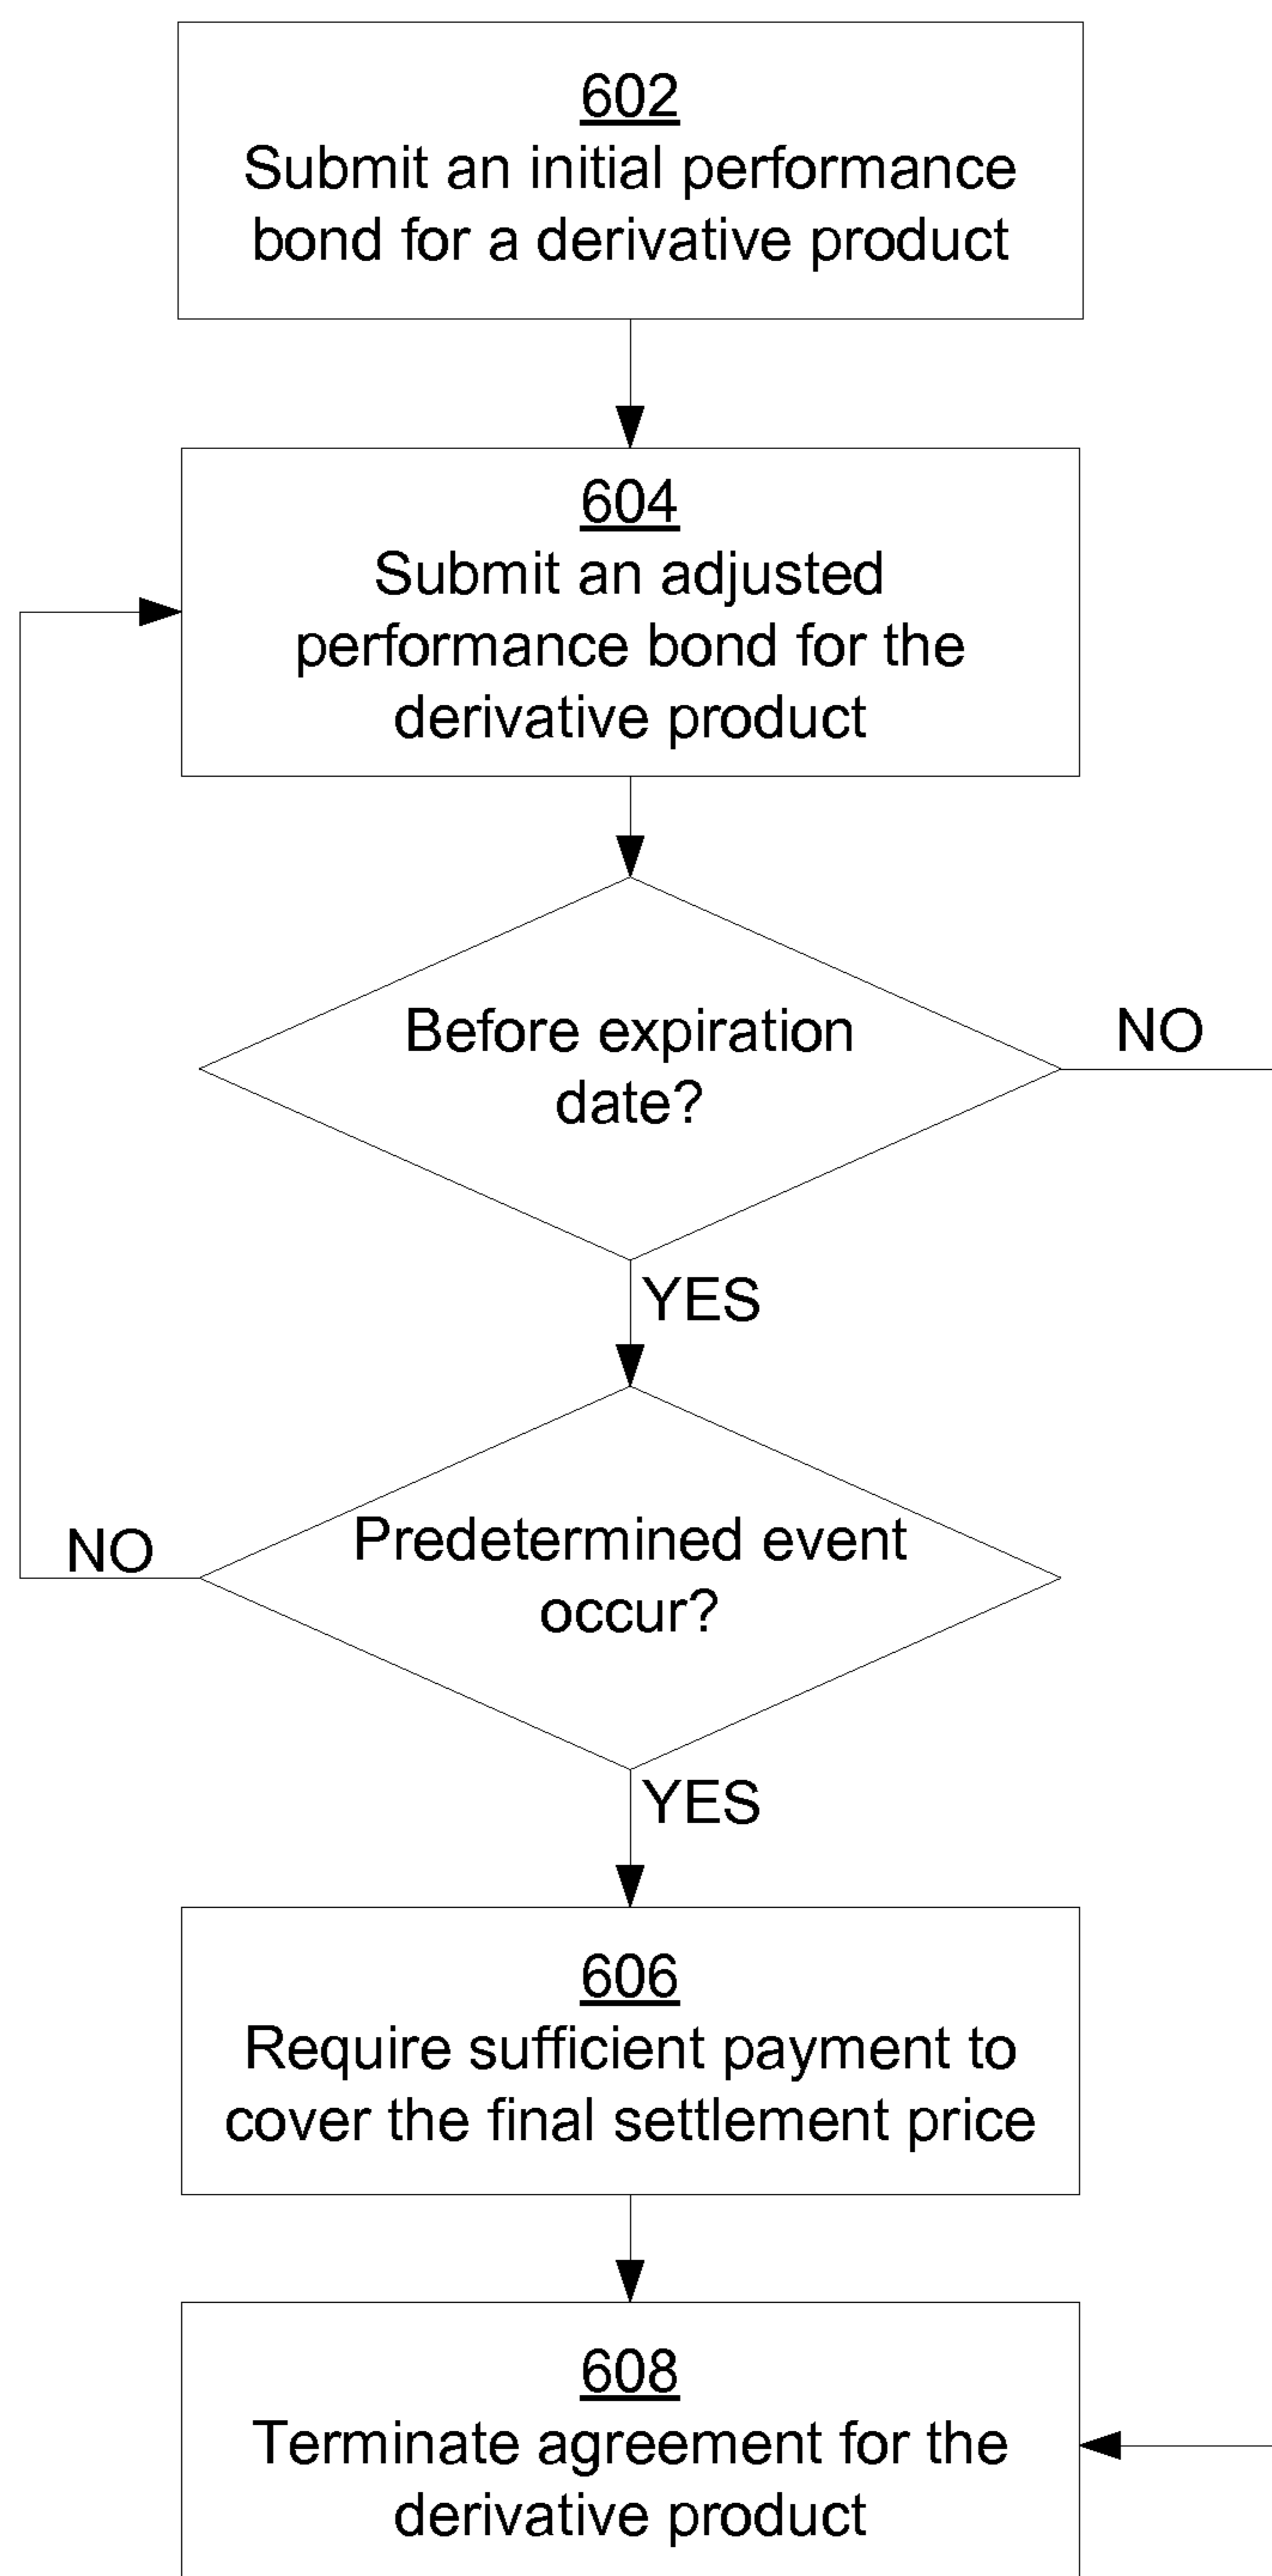 602
Submit an initial performance
bond for a derivative product
604
Submit an adjusted
performance bond for the
derivative product
Before expiration
date?
NO
YES
Predetermined event
occur?
NO
YES
606
Require sufficient payment to
cover the final settlement price
608
Terminate agreement for the
derivative product